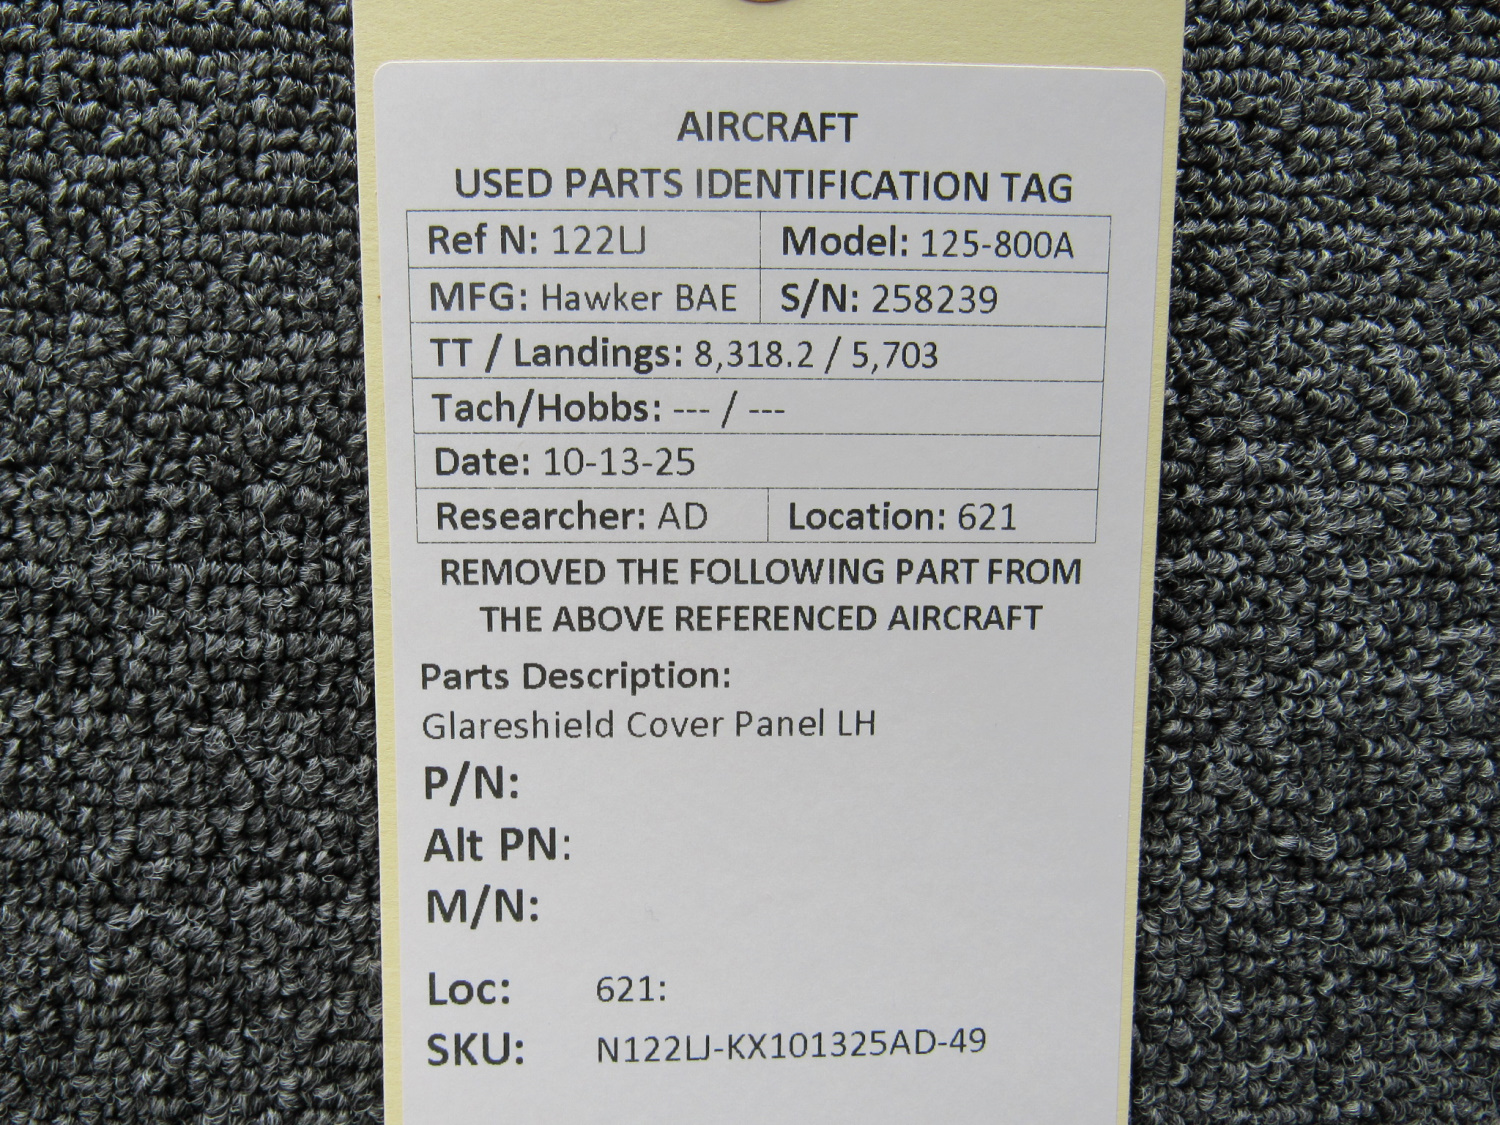 AIRCRAFT
USED PARTS IDENTIFICATION TAG
Ref N: 122LJ Model: 125-800A
MFG: Hawker BAE S/N: 258239
TT / Landings: 8,318.2 / 5,703
Tach/Hobbs: --- / ---
Date: 10-13-25
Researcher: AD Location: 621
REMOVED THE FOLLOWING PART FROM
THE ABOVE REFERENCED AIRCRAFT
Parts Description:
Glareshield Cover Panel LH
P/N:
Alt PN:
M/N:
Loc: 621:
SKU: N122LJ-KX101325AD-49